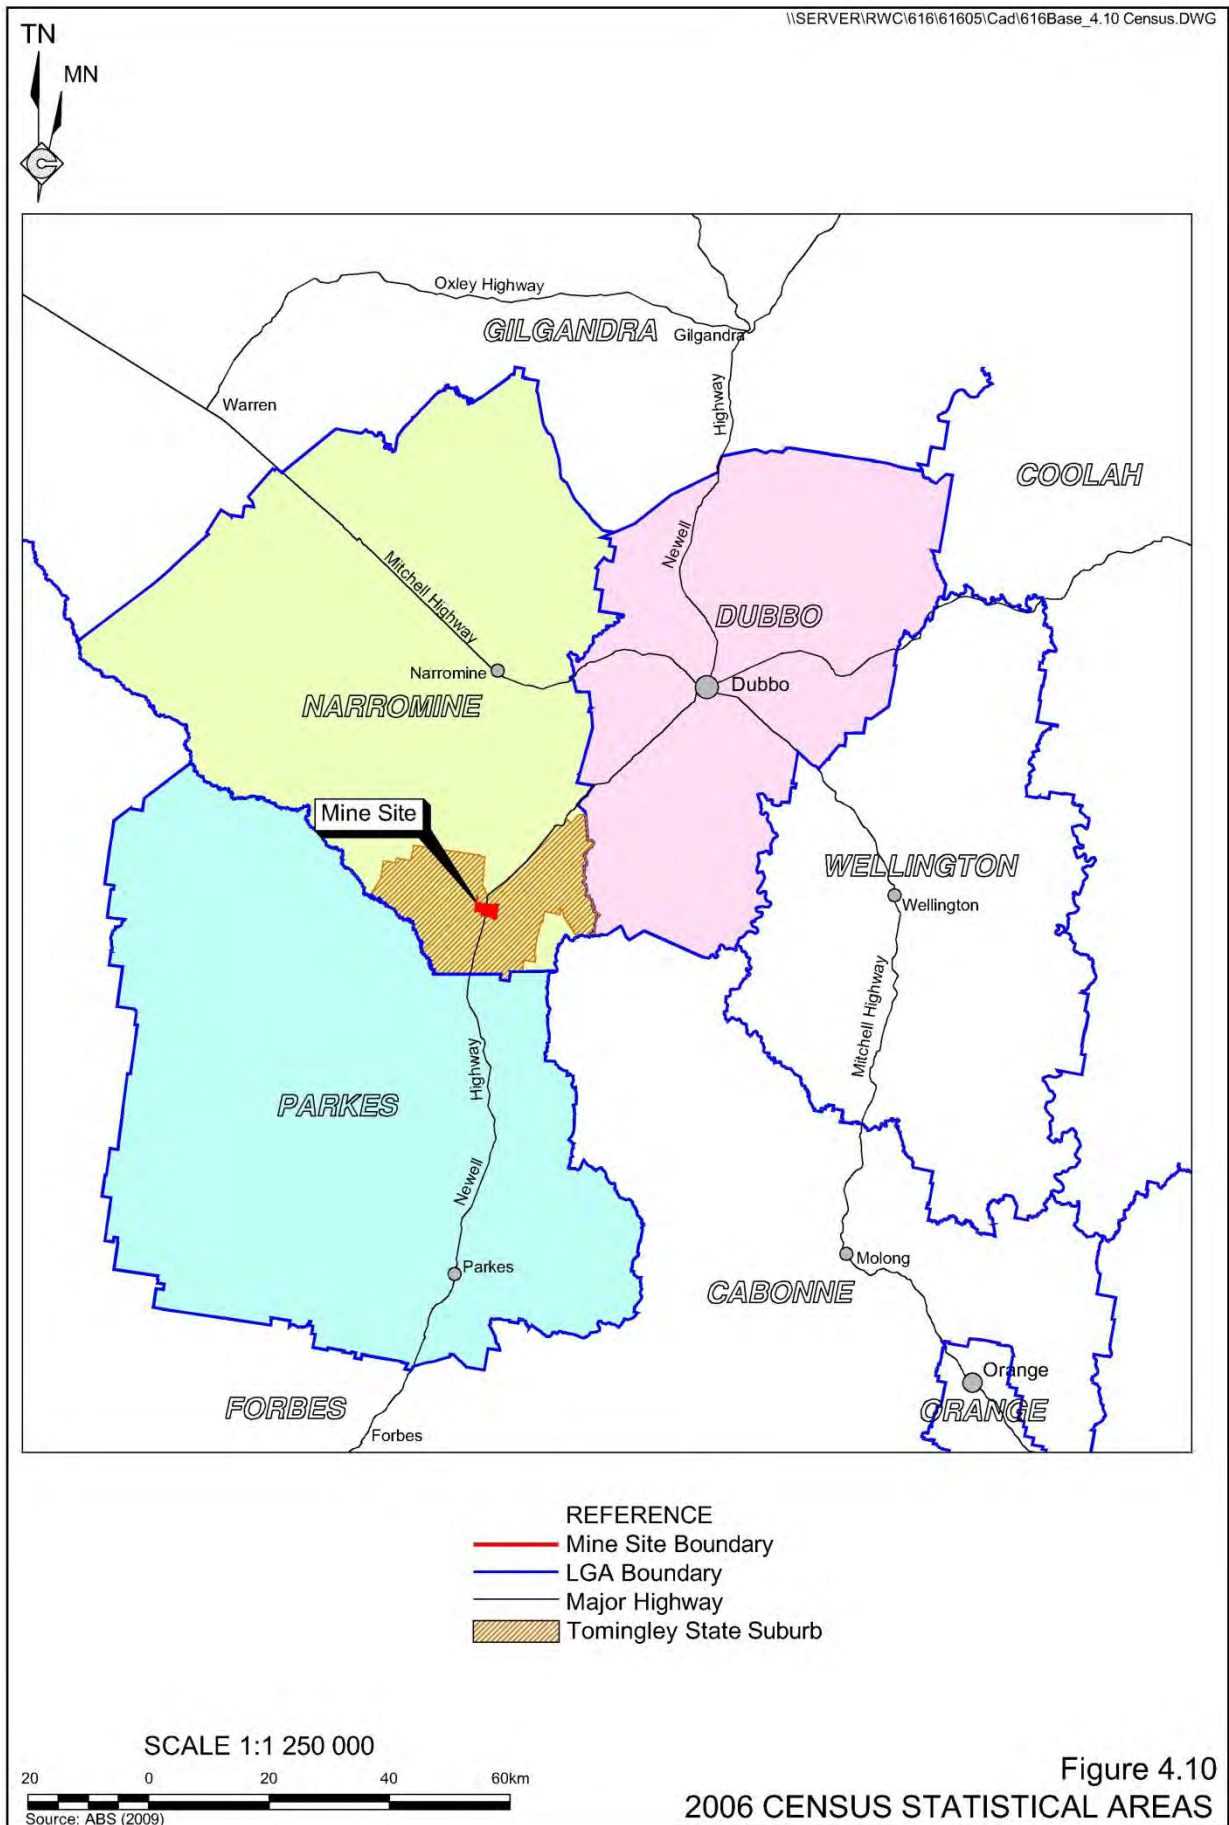 \\SERVER\RWC\616\61605\Cad\616Base_4.10 Census.DWG
TN
MN
Oxley Highway
GILGANDRA
Gilgandra
Highway
Warren
COOLAH
Newell
Mitchell Highway
DUBBO
Narromine
Dubbo
NARROMINE
Mine Site
WELLINGTON
Wellington
Mitchell Highway
Highway
PARKES
Newell
Parkes
Molong
CABONNE
Orange
FORBES
ORANGE
Forbes
REFERENCE
Mine Site Boundary
LGA Boundary
Major Highway
Tomingley State Suburb
SCALE 1:1 250 000
20 0 20 40 60km
Source: ABS (2009)
Figure 4.10
2006 CENSUS STATISTICAL AREAS